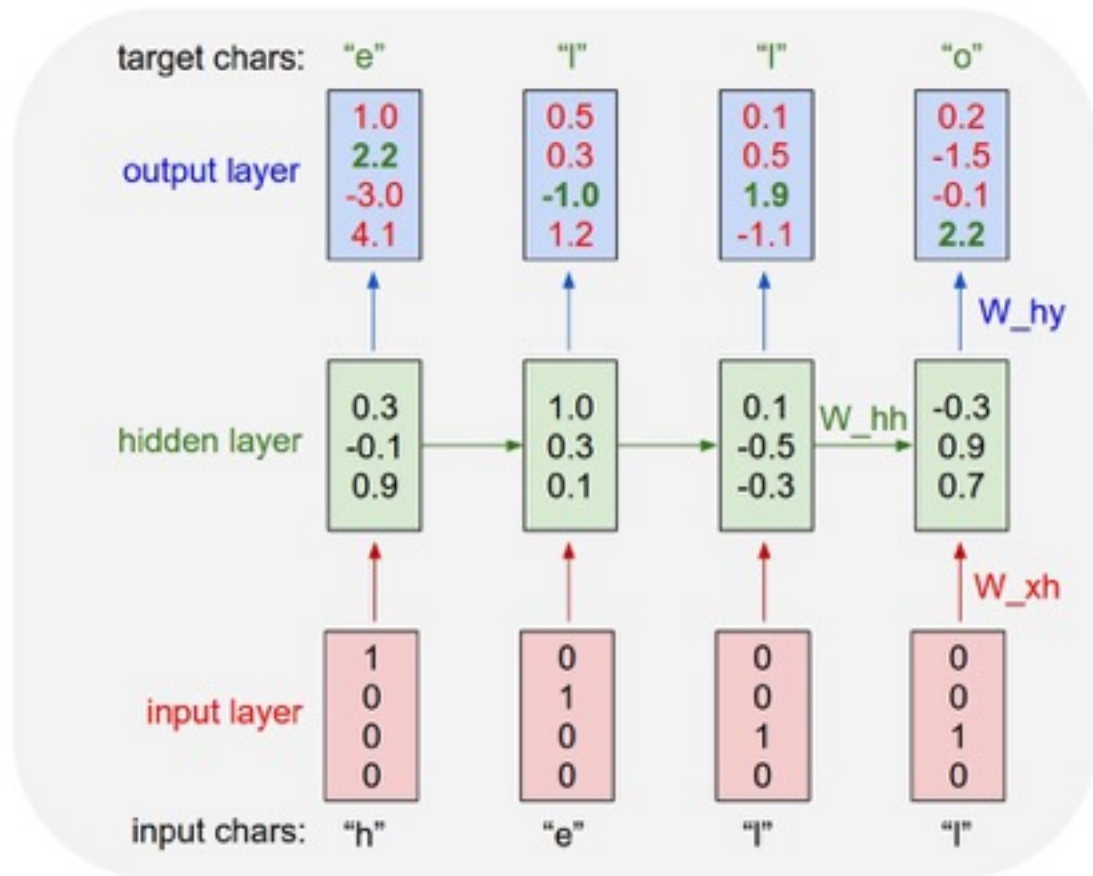 target chars: “e” “l” “l” “o”
output layer
1.0 0.5 0.1 0.2
2.2 0.3 0.5 -1.5
-3.0 -1.0 1.9 -0.1
4.1 1.2 -1.1 2.2
W_hy
hidden layer
0.3 1.0 0.1 -0.3
-0.1 0.3 -0.5 0.9
0.9 0.1 -0.3 0.7
W_hh
W_xh
input layer
1 0 0 0
0 1 0 0
0 0 1 1
0 0 0 0
input chars: “h” “e” “l” “l”